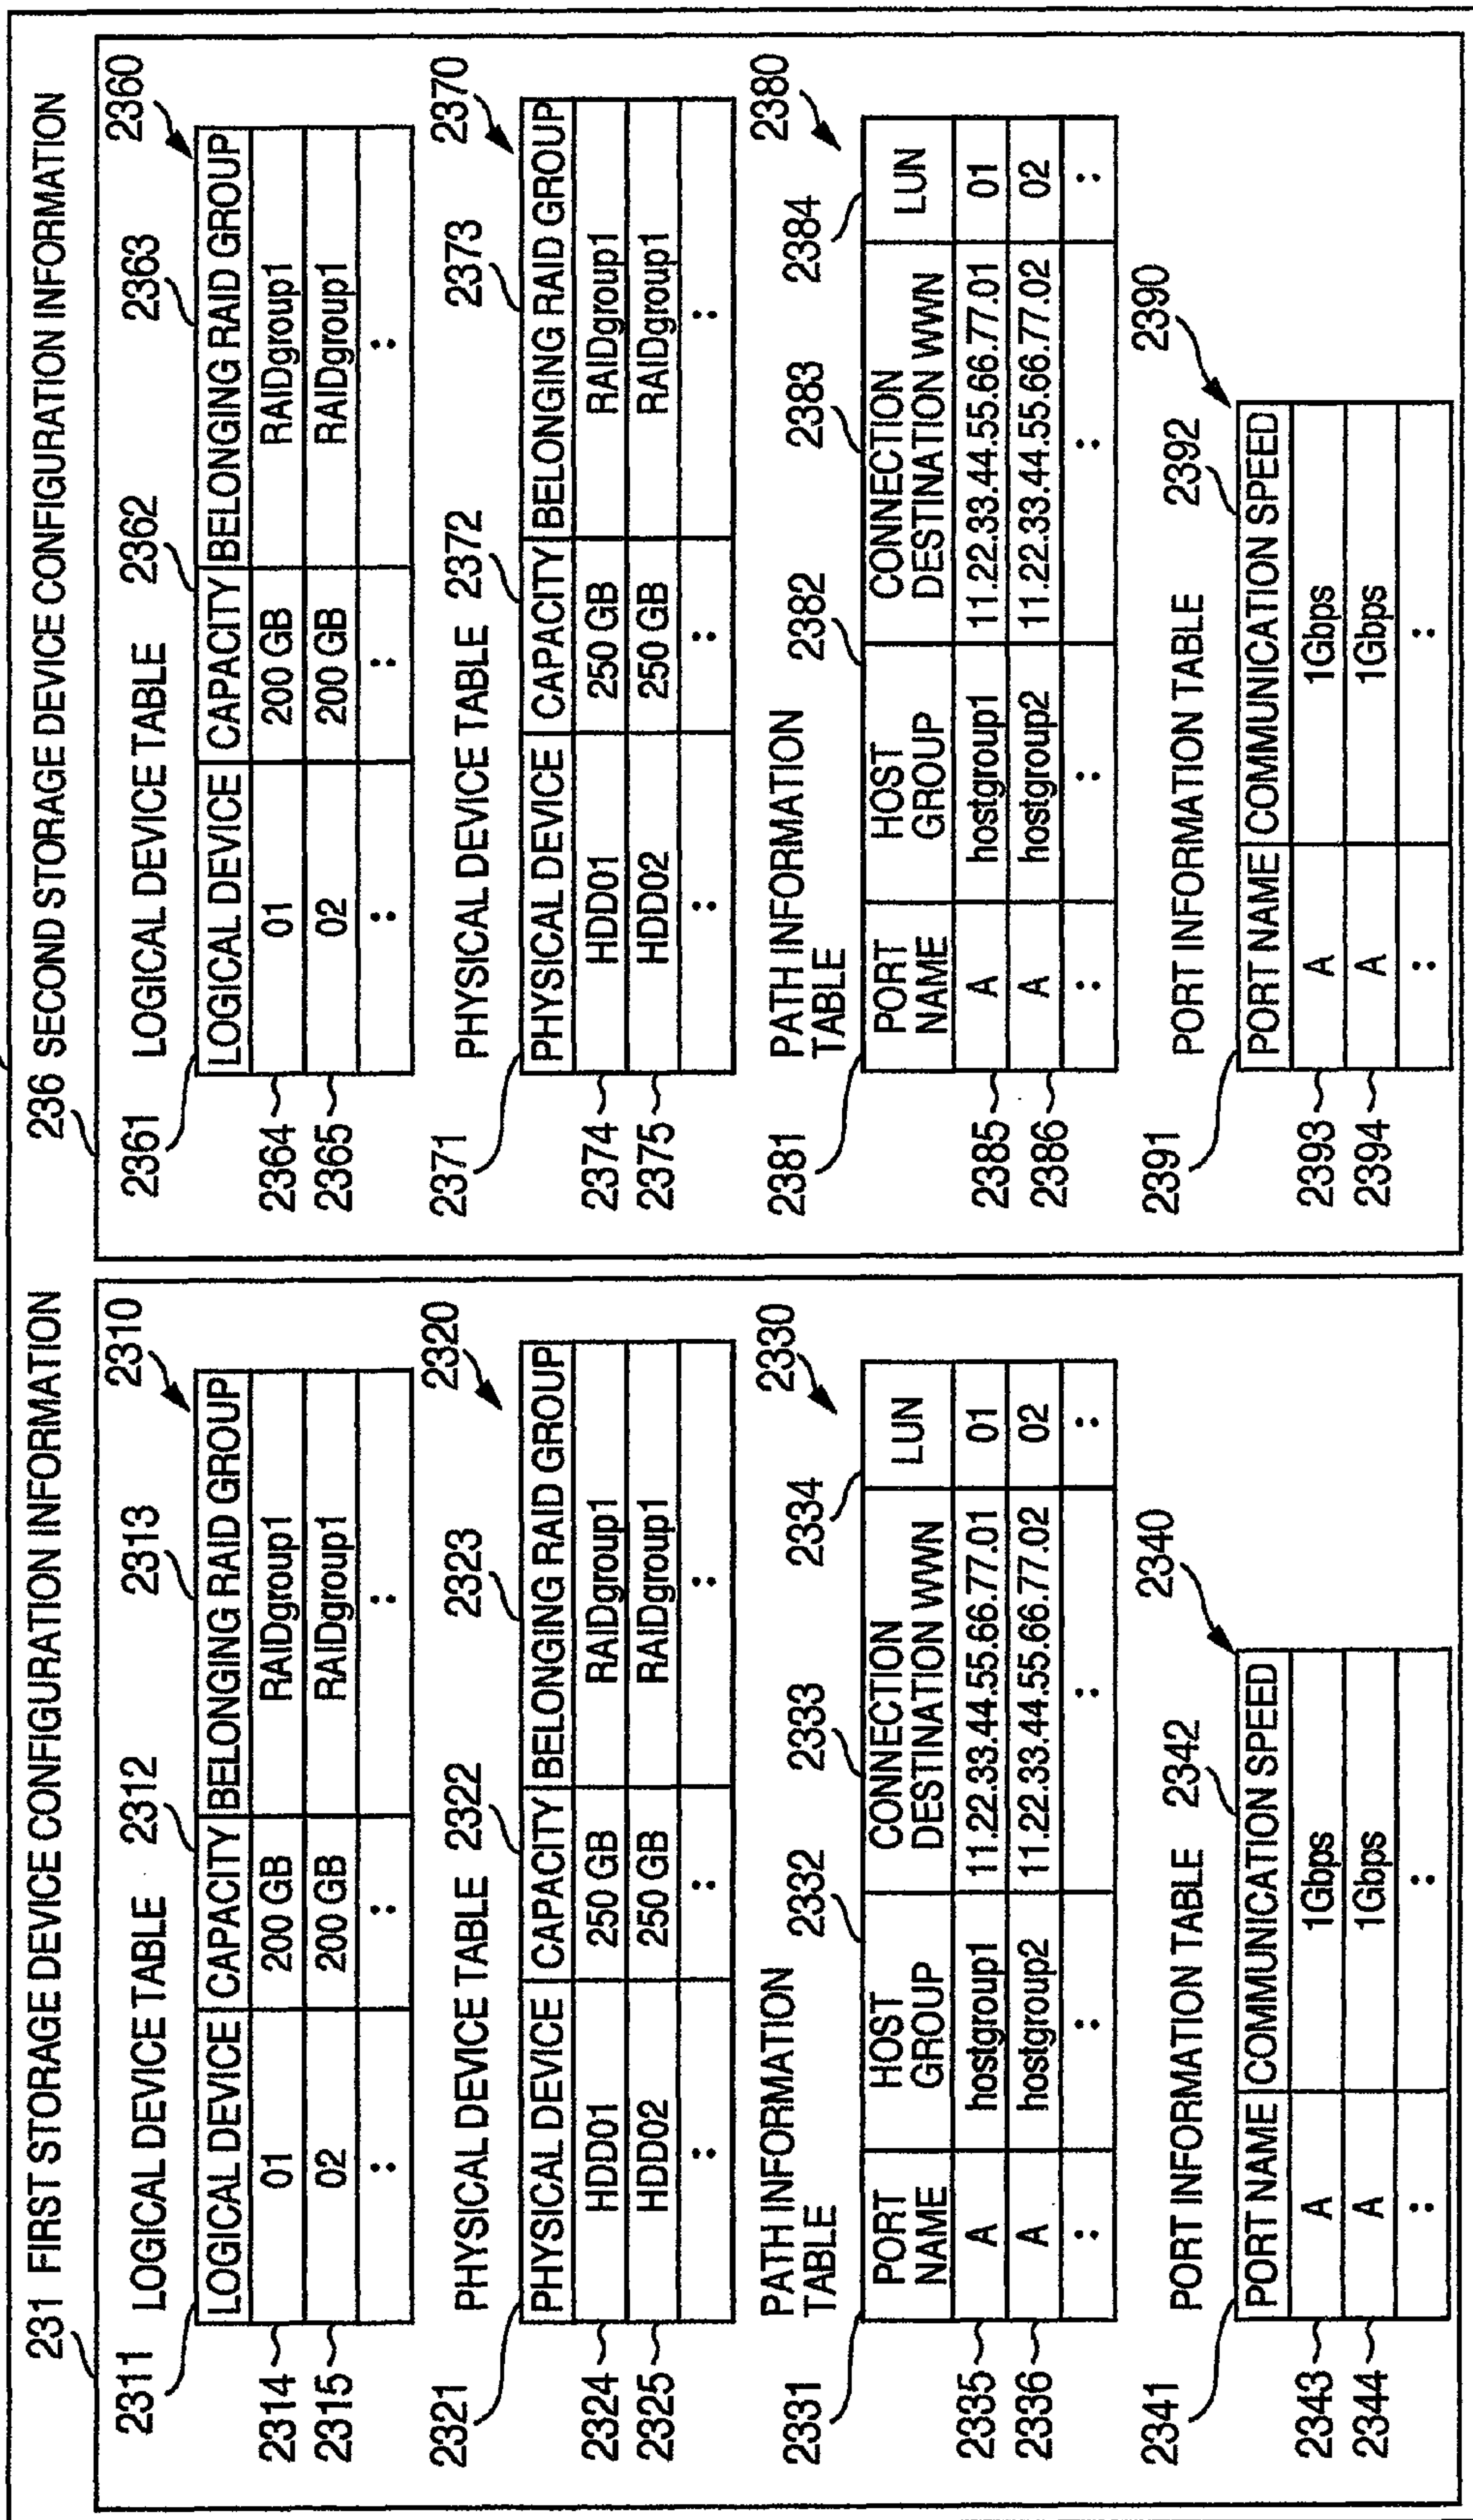 231 FIRST STORAGE DEVICE CONFIGURATION INFORMATION
2311 LOGICAL DEVICE TABLE 2312 2313 2310
LOGICAL DEVICE CAPACITY BELONGING RAID GROUP
2314 01 200 GB RAIDgroup1
2315 02 200 GB RAIDgroup1
: : :
2321 PHYSICAL DEVICE TABLE 2322 2323 2320
PHYSICAL DEVICE CAPACITY BELONGING RAID GROUP
2324 HDD01 250 GB RAIDgroup1
2325 HDD02 250 GB RAIDgroup1
: : :
PATH INFORMATION
2331 TABLE 2332 2333 2334 2330
PORT HOST CONNECTION LUN
NAME GROUP DESTINATION WWN
2335 A hostgroup1 11.22.33.44.55.66.77.01 01
2336 A hostgroup2 11.22.33.44.55.66.77.02 02
: : : :
2341 PORT INFORMATION TABLE 2342 2340
PORT NAME COMMUNICATION SPEED
2343 A 1Gbps
2344 A 1Gbps
: :
236 SECOND STORAGE DEVICE CONFIGURATION INFORMATION
2361 LOGICAL DEVICE TABLE 2362 2363 2360
LOGICAL DEVICE CAPACITY BELONGING RAID GROUP
2364 01 200 GB RAIDgroup1
2365 02 200 GB RAIDgroup1
: : :
2371 PHYSICAL DEVICE TABLE 2372 2373 2370
PHYSICAL DEVICE CAPACITY BELONGING RAID GROUP
2374 HDD01 250 GB RAIDgroup1
2375 HDD02 250 GB RAIDgroup1
: : :
PATH INFORMATION
2381 TABLE 2382 2383 2384 2380
PORT HOST CONNECTION LUN
NAME GROUP DESTINATION WWN
2385 A hostgroup1 11.22.33.44.55.66.77.01 01
2386 A hostgroup2 11.22.33.44.55.66.77.02 02
: : : :
2391 PORT INFORMATION TABLE 2392 2390
PORT NAME COMMUNICATION SPEED
2393 A 1Gbps
2394 A 1Gbps
: :